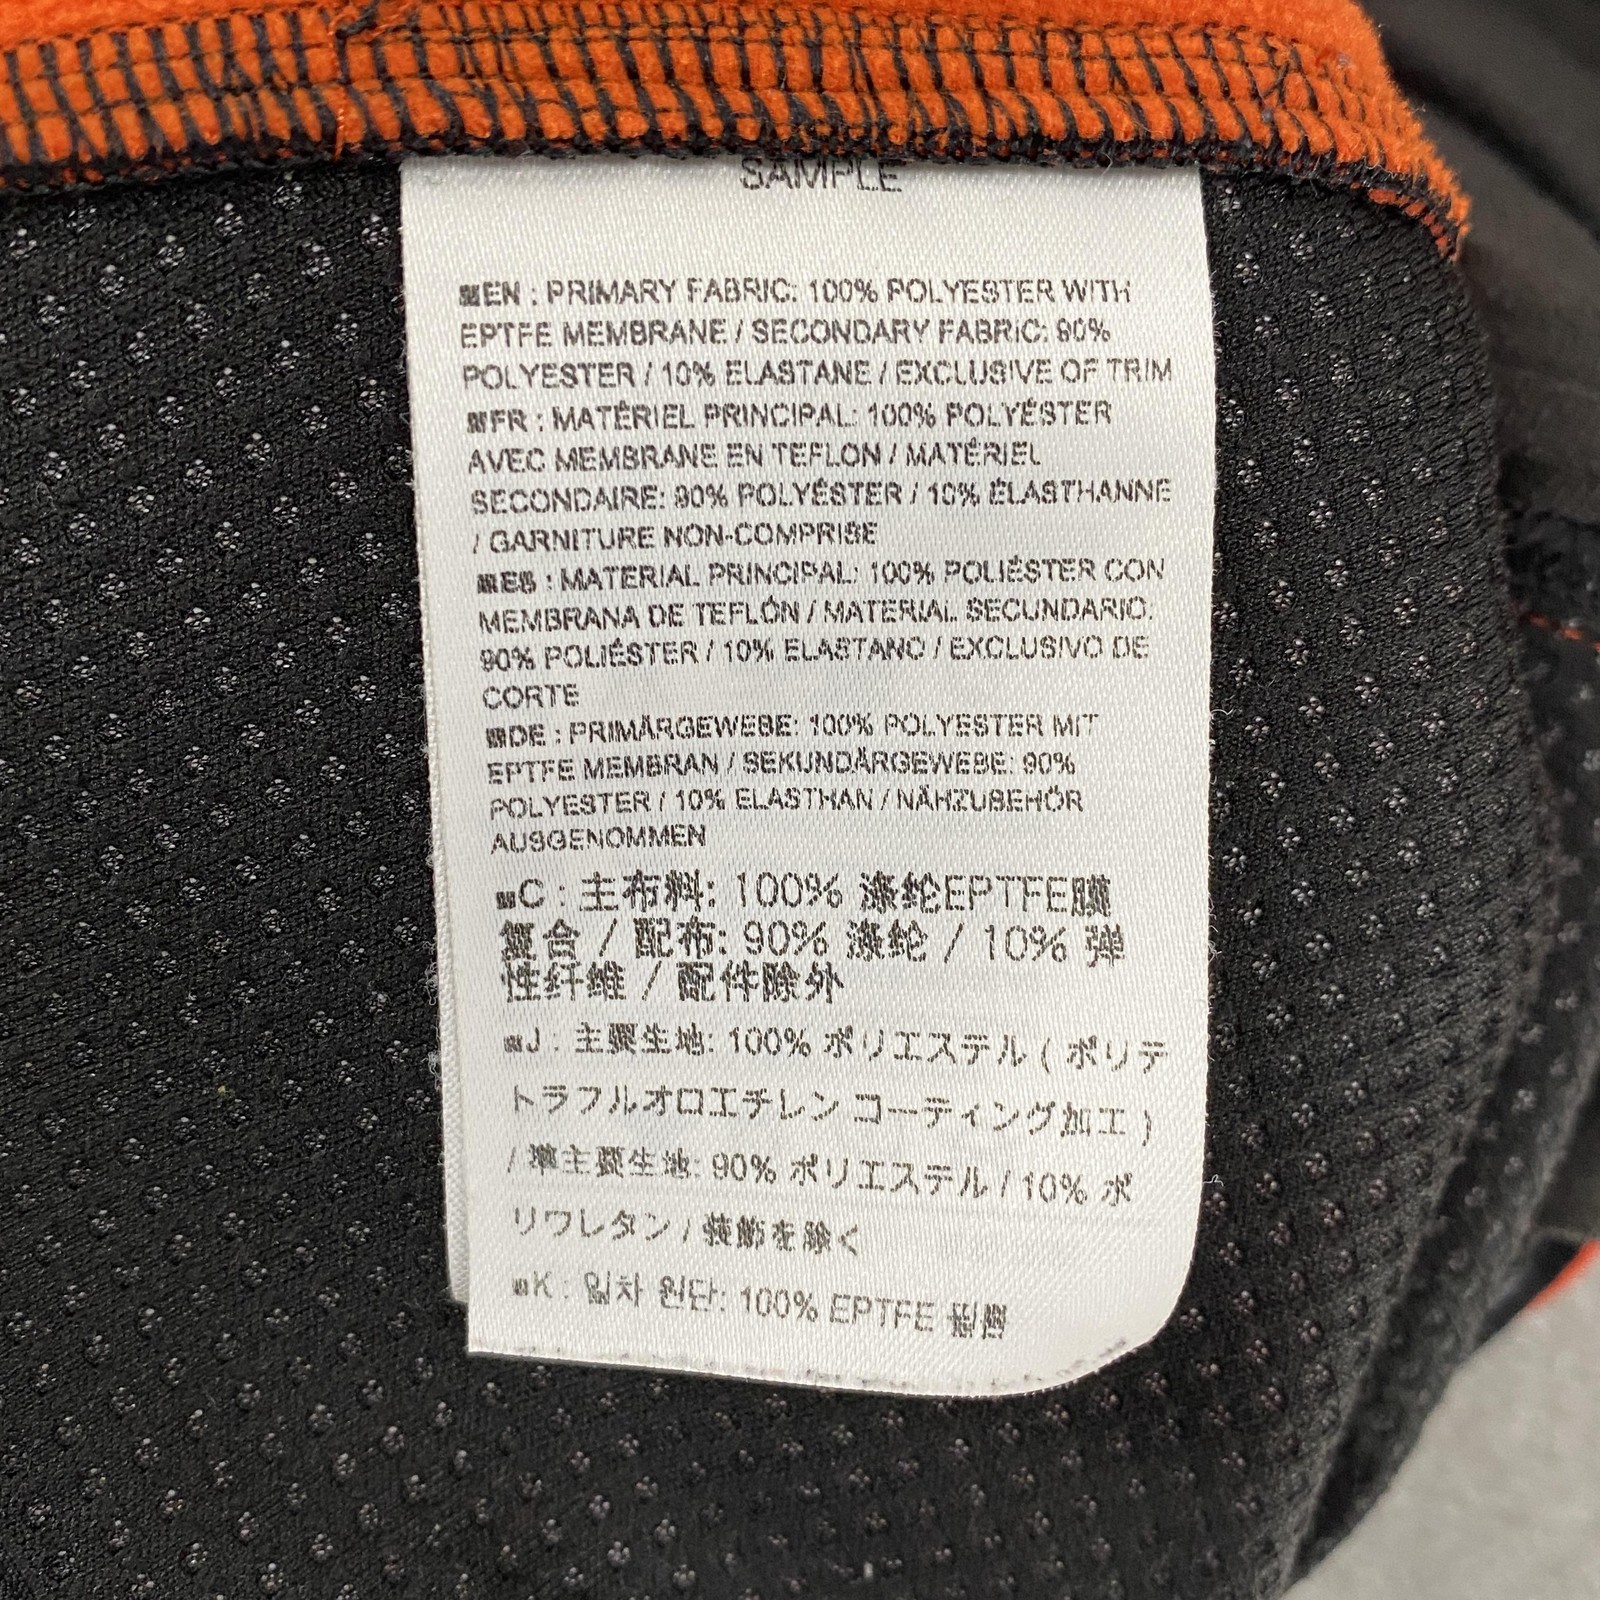 SAMPLE
EN : PRIMARY FABRIC: 100% POLYESTER WITH
EPTFE MEMBRANE / SECONDARY FABRIC: 90%
POLYESTER / 10% ELASTANE / EXCLUSIVE OF TRIM
FR : MATÉRIEL PRINCIPAL: 100% POLYÉSTER
AVEC MEMBRANE EN TEFLON / MATÉRIEL
SECONDAIRE: 90% POLYÉSTER / 10% ÉLASTHANNE
/ GARNITURE NON-COMPRISE
ES : MATERIAL PRINCIPAL: 100% POLIÉSTER CON
MEMBRANA DE TEFLÓN / MATERIAL SECUNDARIO:
90% POLIÉSTER / 10% ELASTANO / EXCLUSIVO DE
CORTE
DE : PRIMÄRGEWEBE: 100% POLYESTER MIT
EPTFE MEMBRAN / SEKUNDÄRGEWEBE: 90%
POLYESTER / 10% ELASTHAN / NÄHZUBEHÖR
AUSGENOMMEN
C : 主布料: 100% 涤纶EPTFE膜
复合 / 配布: 90% 涤纶 / 10% 弹
性纤维 / 配件除外
J : 主要生地: 100% ポリエステル ( ポリテ
トラフルオロエチレン コーティング加工 )
/ 準主要生地: 90% ポリエステル / 10% ポ
リウレタン / 装飾を除く
K : 일차 원단: 100% EPTFE 필름